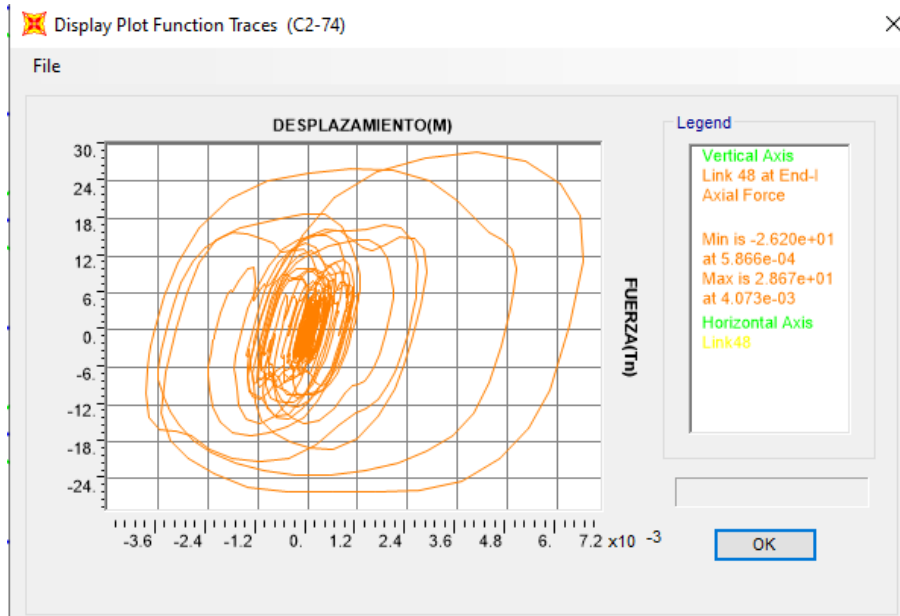 Display Plot Function Traces (C2-74)
File
DESPLAZAMIENTO(M)
30.
24.
18.
12.
6.
0.
-6.
-12.
-18.
-24.
-3.6 -2.4 -1.2 0. 1.2 2.4 3.6 4.8 6. 7.2 x10 -3
FUERZA(Tn)
Legend
Vertical Axis
Link 48 at End-I
Axial Force
Min is -2.620e+01
at 5.866e-04
Max is 2.867e+01
at 4.073e-03
Horizontal Axis
Link48
OK